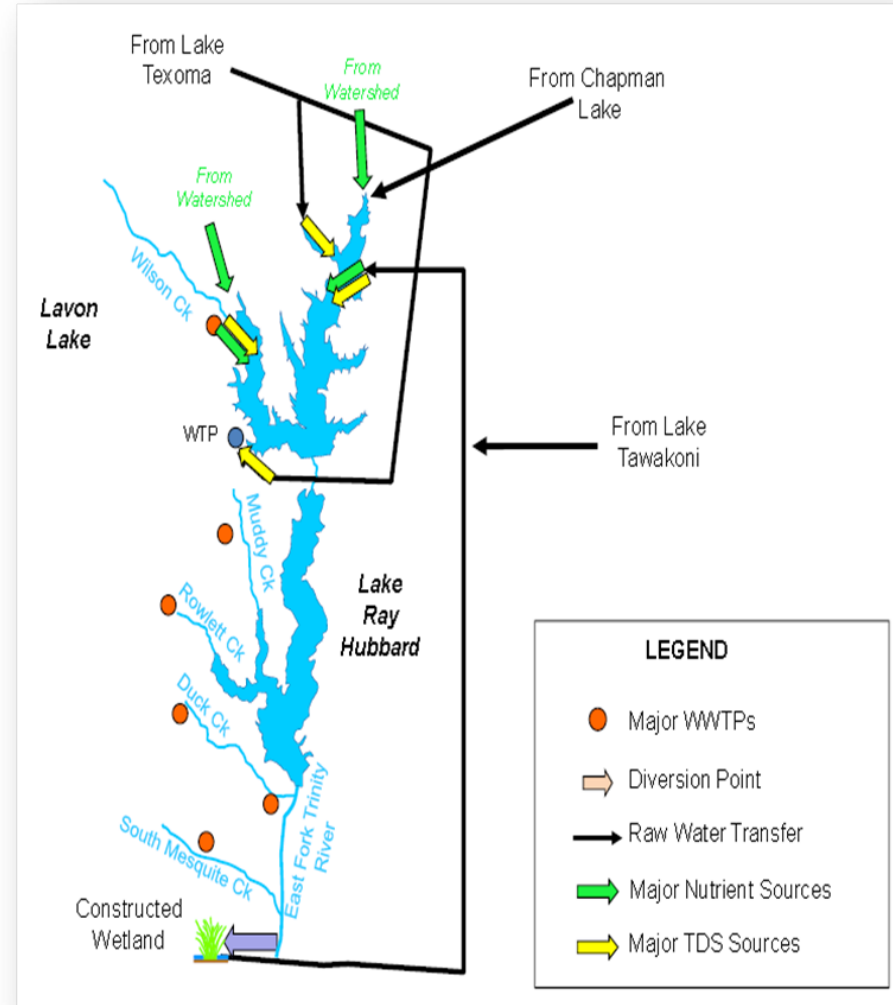 From Lake
Texoma
From
Watershed
From Chapman
Lake
From
Watershed
Wilson Ck
Lavon
Lake
WTP
From Lake
Tawakoni
Muddy Ck
Rowlett Ck
Lake
Ray
Hubbard
Duck Ck
East Fork Trinity
River
South Mesquite Ck
Constructed
Wetland
LEGEND
Major WWTPs
Diversion Point
Raw Water Transfer
Major Nutrient Sources
Major TDS Sources